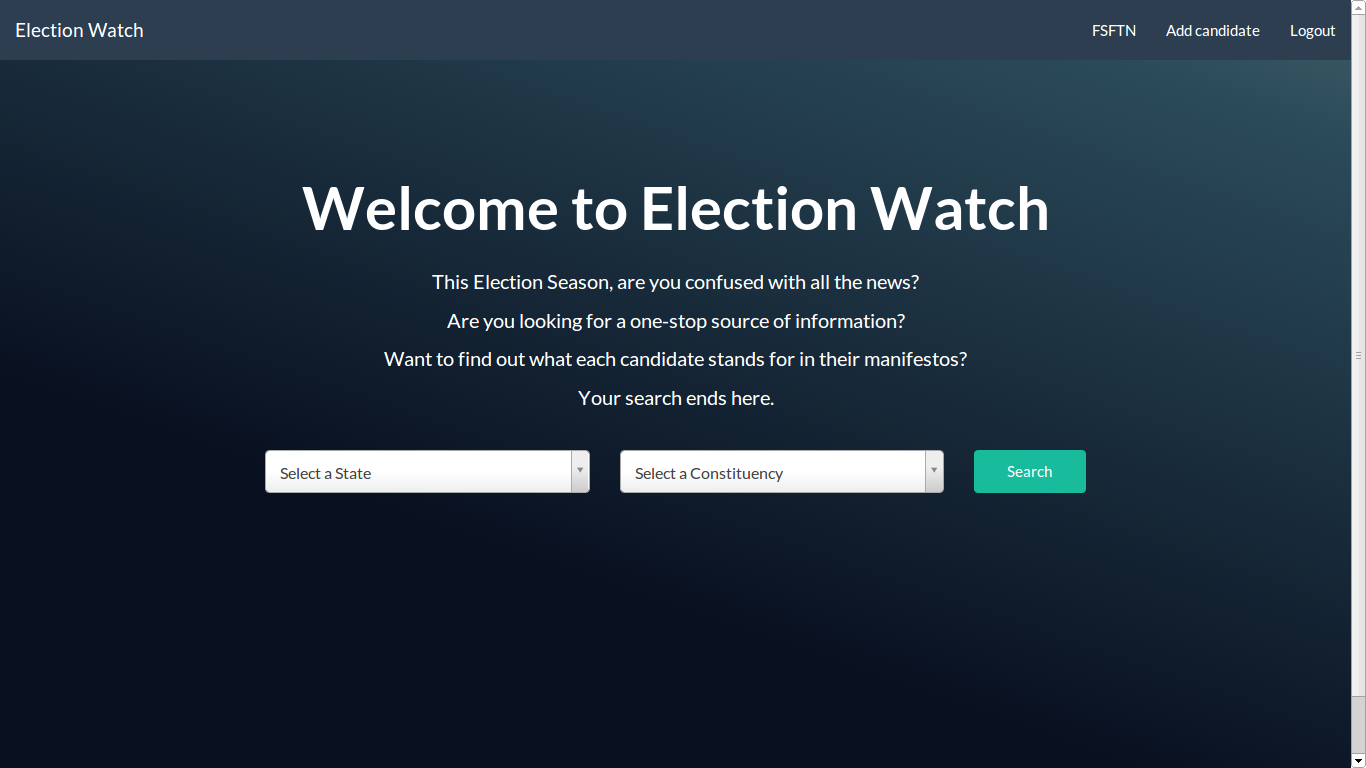 Election Watch
FSFTN
Add candidate
Logout
Welcome to Election Watch
This Election Season, are you confused with all the news?
Are you looking for a one-stop source of information?
Want to find out what each candidate stands for in their manifestos?
Your search ends here.
Select a State
Select a Constituency
Search